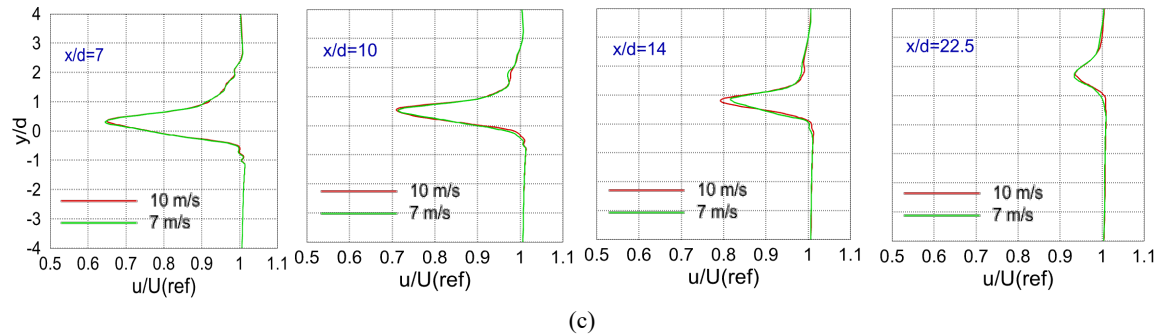 4
3
2
1
0
-1
-2
-3
-4
y/d
x/d=7
10 m/s
7 m/s
0.5 0.6 0.7 0.8 0.9 1 1.1
u/U(ref)
x/d=10
10 m/s
7 m/s
0.5 0.6 0.7 0.8 0.9 1 1.1
u/U(ref)
x/d=14
10 m/s
7 m/s
0.5 0.6 0.7 0.8 0.9 1 1.1
u/U(ref)
x/d=22.5
10 m/s
7 m/s
0.5 0.6 0.7 0.8 0.9 1 1.1
u/U(ref)
(c)